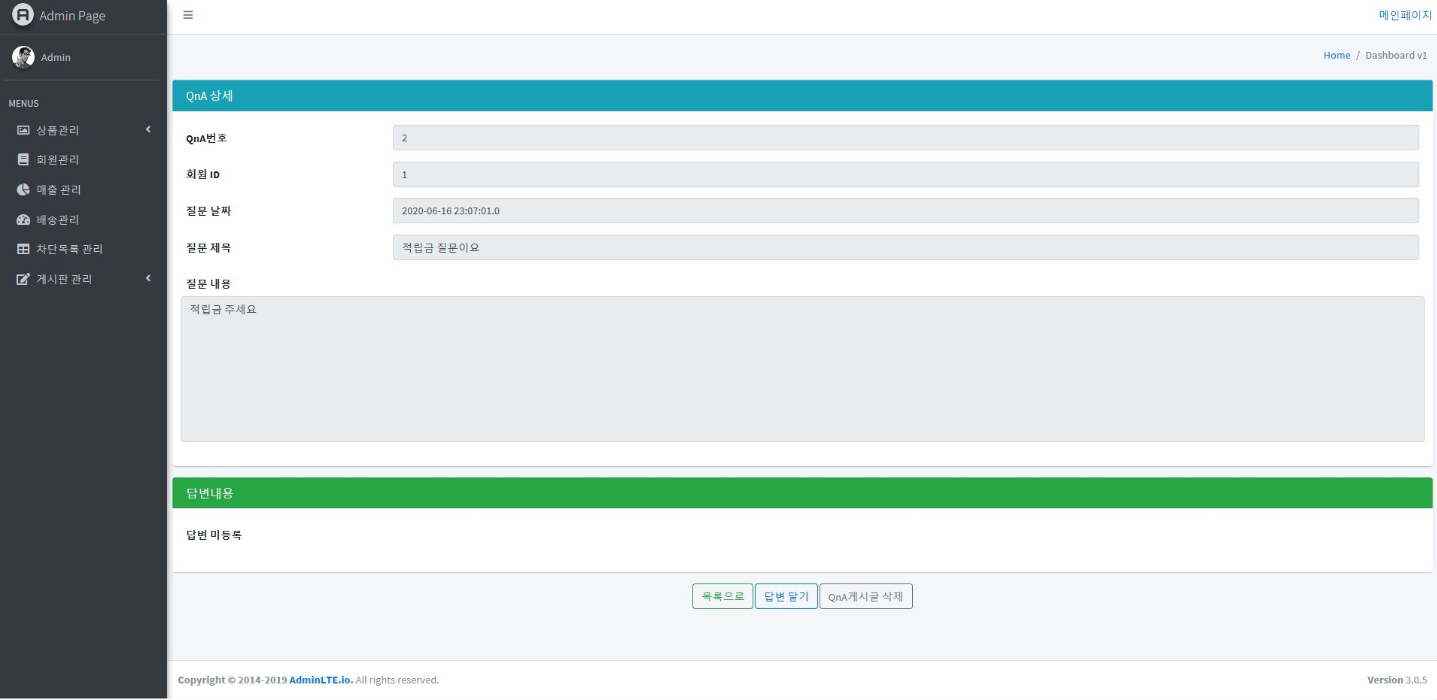 Admin Page
메인페이지
Admin
Home / Dashboard v1
MENUS
상품관리
회원관리
매출 관리
배송관리
차단목록 관리
게시판 관리
QnA 상세
QnA번호
2
회원 ID
1
질문 날짜
2020-06-16 23:07:01.0
질문 제목
적립금 질문이요
질문 내용
적립금 주세요
답변내용
답변 미등록
목록으로 답변 달기 QnA게시글 삭제
Copyright © 2014-2019 AdminLTE.io. All rights reserved.
Version 3.0.5